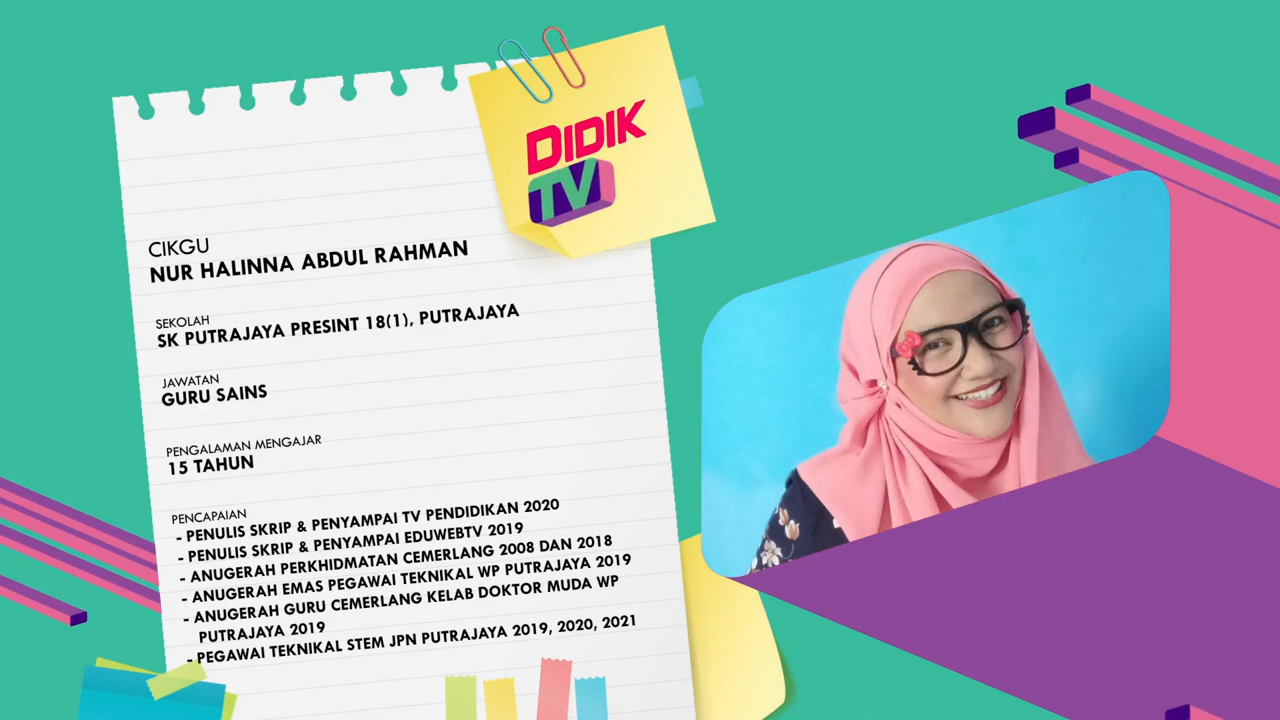 DIDIK
TV
CIKGU
NUR HALINNA ABDUL RAHMAN
SEKOLAH
SK PUTRAJAYA PRESINT 18(1), PUTRAJAYA
JAWATAN
GURU SAINS
PENGALAMAN MENGAJAR
15 TAHUN
PENCAPAIAN
- PENULIS SKRIP & PENYAMPAI TV PENDIDIKAN 2020
- PENULIS SKRIP & PENYAMPAI EDUWEBTV 2019
- ANUGERAH PERKHIDMATAN CEMERLANG 2008 DAN 2018
- ANUGERAH EMAS PEGAWAI TEKNIKAL WP PUTRAJAYA 2019
- ANUGERAH GURU CEMERLANG KELAB DOKTOR MUDA WP
PUTRAJAYA 2019
- PEGAWAI TEKNIKAL STEM JPN PUTRAJAYA 2019, 2020, 2021